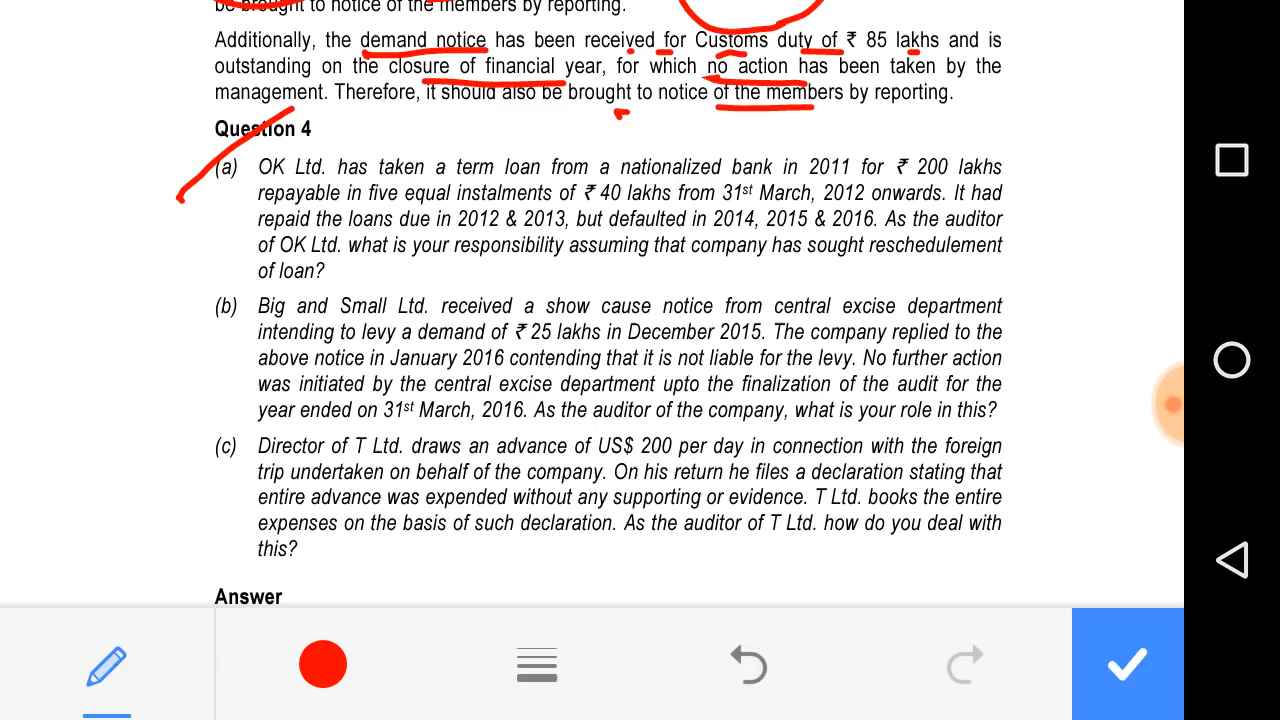 be brought to notice of the members by reporting.
Additionally, the demand notice has been received for Customs duty of ₹ 85 lakhs and is
outstanding on the closure of financial year, for which no action has been taken by the
management. Therefore, it should also be brought to notice of the members by reporting.
Question 4
(a) OK Ltd. has taken a term loan from a nationalized bank in 2011 for ₹ 200 lakhs
repayable in five equal instalments of ₹ 40 lakhs from 31st March, 2012 onwards. It had
repaid the loans due in 2012 & 2013, but defaulted in 2014, 2015 & 2016. As the auditor
of OK Ltd. what is your responsibility assuming that company has sought reschedulement
of loan?
(b) Big and Small Ltd. received a show cause notice from central excise department
intending to levy a demand of ₹ 25 lakhs in December 2015. The company replied to the
above notice in January 2016 contending that it is not liable for the levy. No further action
was initiated by the central excise department upto the finalization of the audit for the
year ended on 31st March, 2016. As the auditor of the company, what is your role in this?
(c) Director of T Ltd. draws an advance of US$ 200 per day in connection with the foreign
trip undertaken on behalf of the company. On his return he files a declaration stating that
entire advance was expended without any supporting or evidence. T Ltd. books the entire
expenses on the basis of such declaration. As the auditor of T Ltd. how do you deal with
this?
Answer